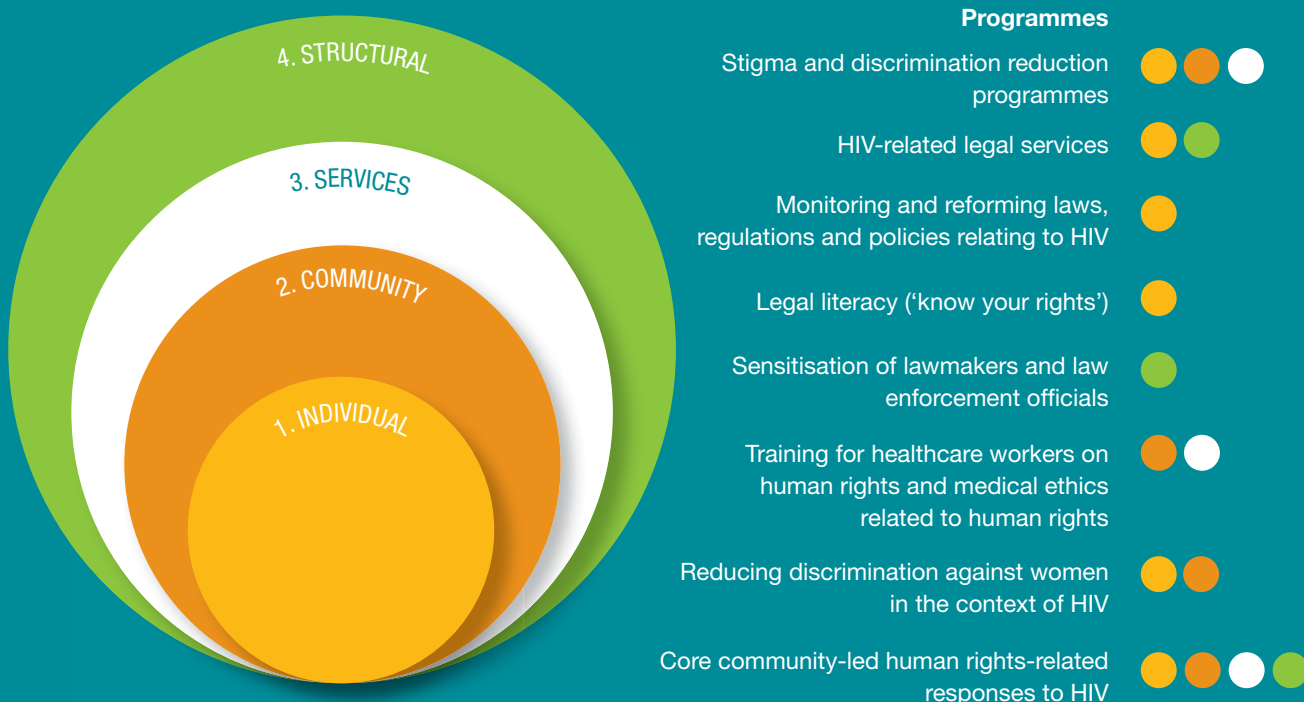 4. STRUCTURAL
3. SERVICES
2. COMMUNITY
1. INDIVIDUAL
Programmes
Stigma and discrimination reduction
programmes
HIV-related legal services
Monitoring and reforming laws,
regulations and policies relating to HIV
Legal literacy (‘know your rights’)
Sensitisation of lawmakers and law
enforcement officials
Training for healthcare workers on
human rights and medical ethics
related to human rights
Reducing discrimination against women
in the context of HIV
Core community-led human rights-related
responses to HIV